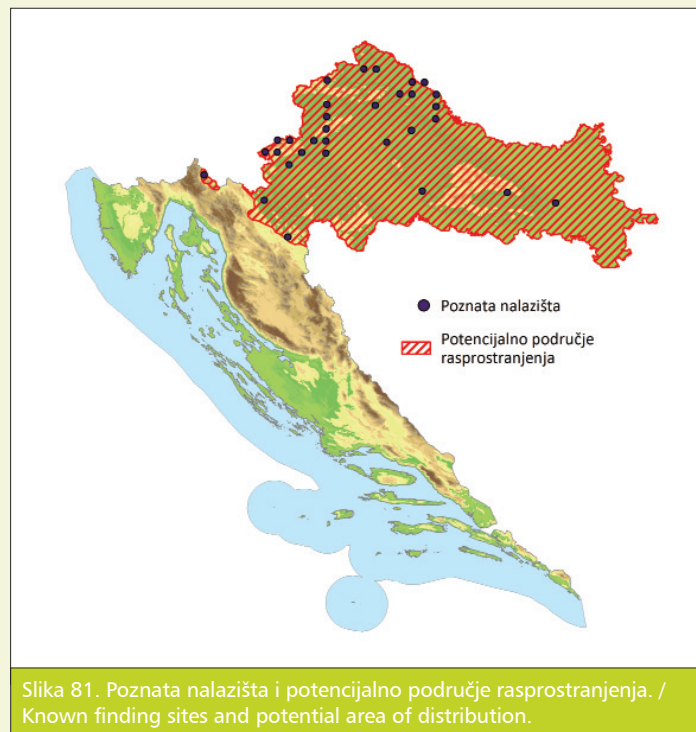 Poznata nalazišta
Potencijalno područje
rasprostranjenja
Slika 81. Poznata nalazišta i potencijalno područje rasprostranjenja. /
Known finding sites and potential area of distribution.